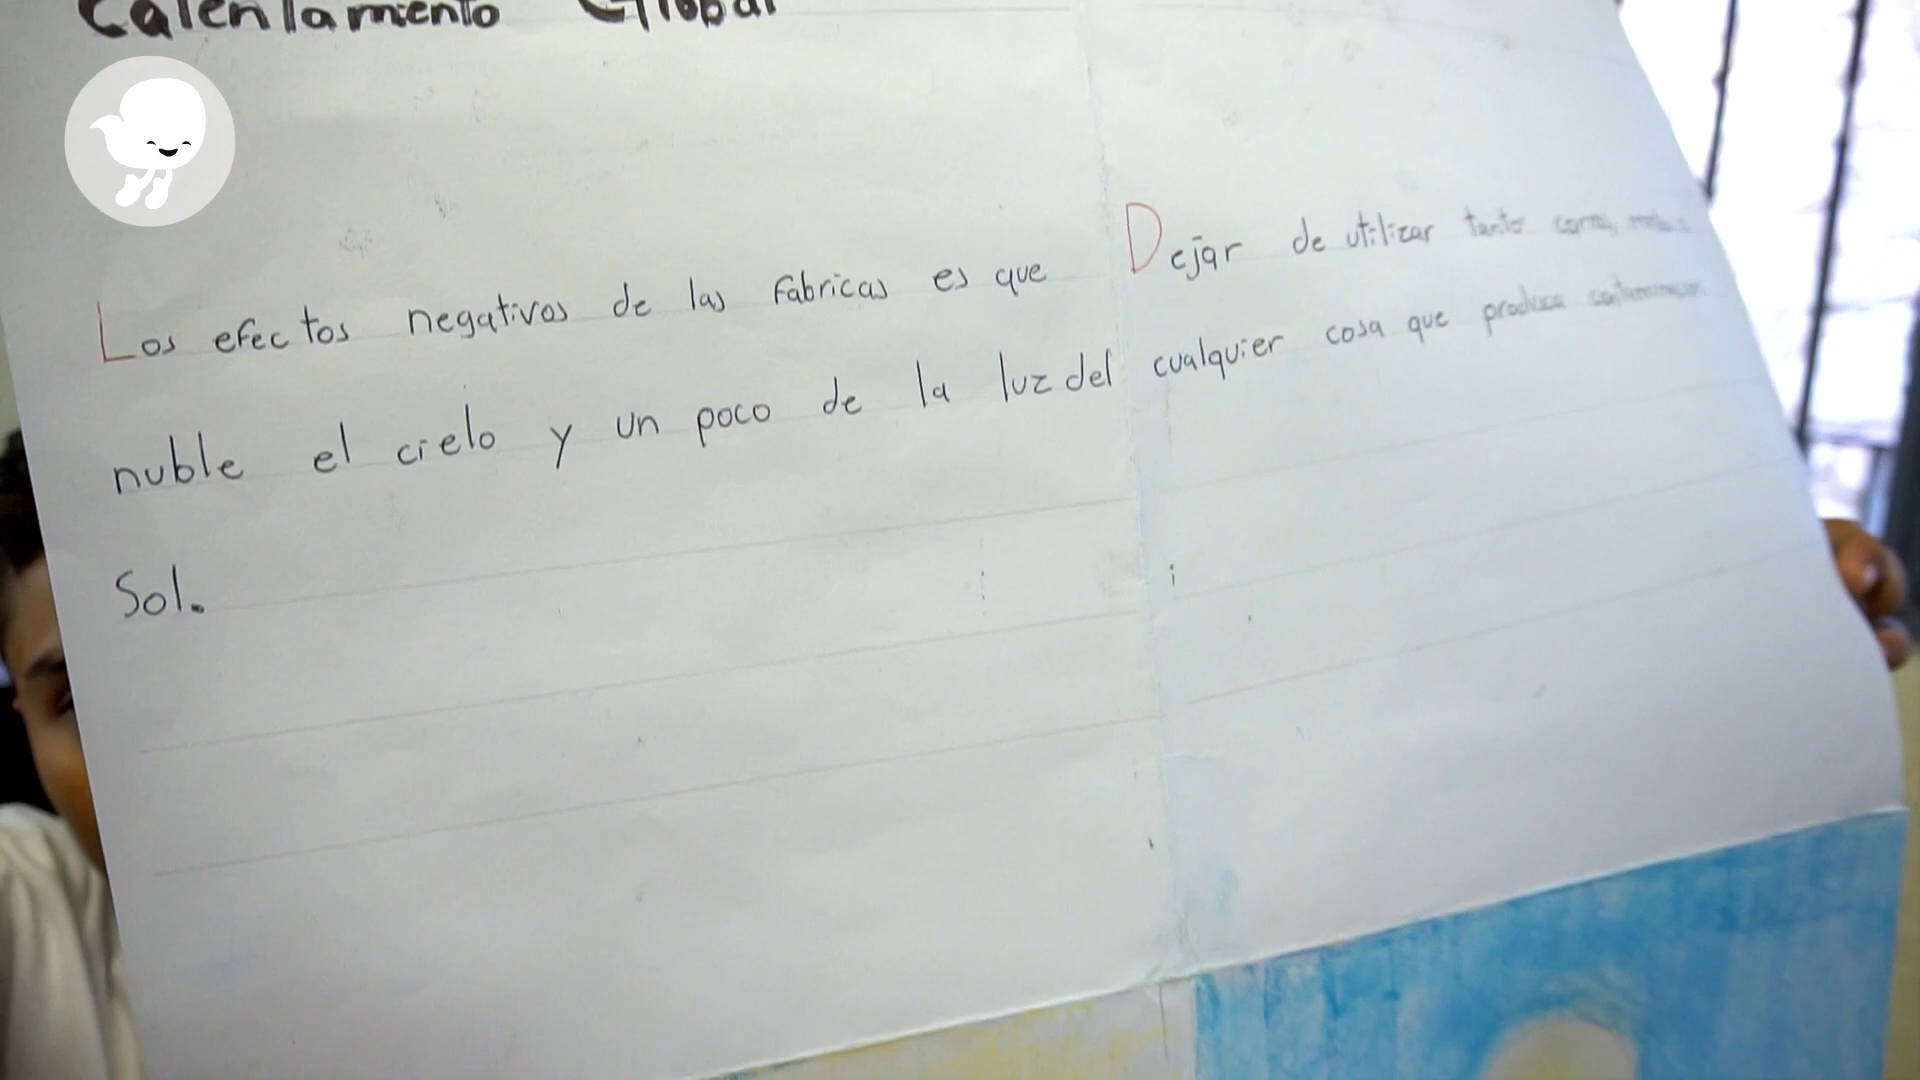 Calentamiento Global
Los efectos negativos de las fabricas es que
nuble el cielo y un poco de la luz del
Sol.
Dejar de utilizar tanto
cualquier cosa que produce